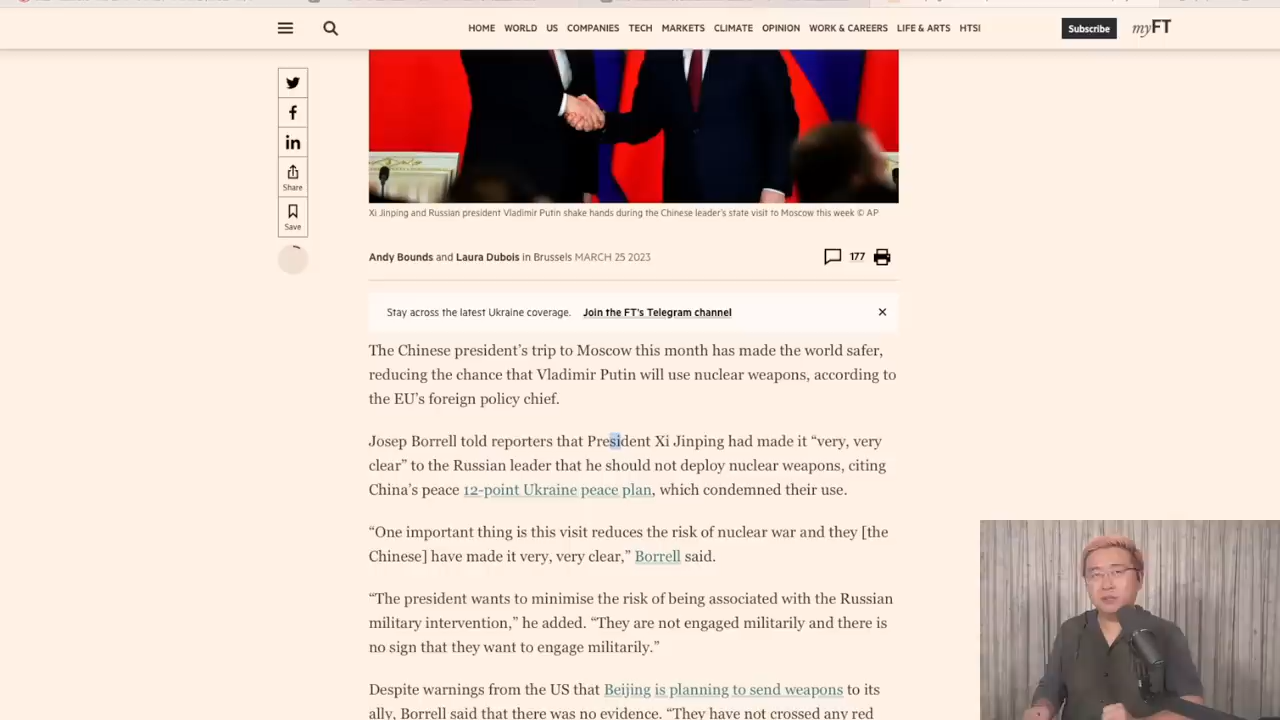 HOME WORLD US COMPANIES TECH MARKETS CLIMATE OPINION WORK & CAREERS LIFE & ARTS HTSI
Subscribe
myFT
in
Share
Save
Xi Jinping and Russian president Vladimir Putin shake hands during the Chinese leader's state visit to Moscow this week © AP
Andy Bounds and Laura Dubois in Brussels MARCH 25 2023
177
Stay across the latest Ukraine coverage. Join the FT's Telegram channel
The Chinese president’s trip to Moscow this month has made the world safer,
reducing the chance that Vladimir Putin will use nuclear weapons, according to
the EU’s foreign policy chief.
Josep Borrell told reporters that President Xi Jinping had made it “very, very
clear” to the Russian leader that he should not deploy nuclear weapons, citing
China’s peace 12-point Ukraine peace plan, which condemned their use.
“One important thing is this visit reduces the risk of nuclear war and they [the
Chinese] have made it very, very clear,” Borrell said.
“The president wants to minimise the risk of being associated with the Russian
military intervention,” he added. “They are not engaged militarily and there is
no sign that they want to engage militarily.”
Despite warnings from the US that Beijing is planning to send weapons to its
ally, Borrell said that there was no evidence. “They have not crossed any red